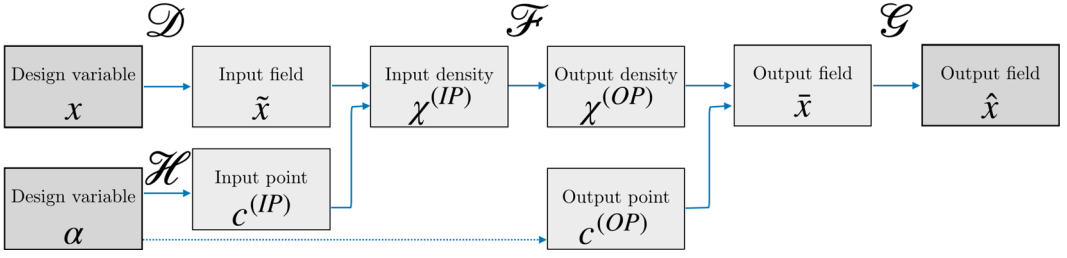 𝒟
ℱ
𝒢
Design variable
x
Input field
x̃
Input density
χ^(IP)
Output density
χ^(OP)
Output field
x̄
Output field
x̂
ℋ
Design variable
α
Input point
c^(IP)
Output point
c^(OP)